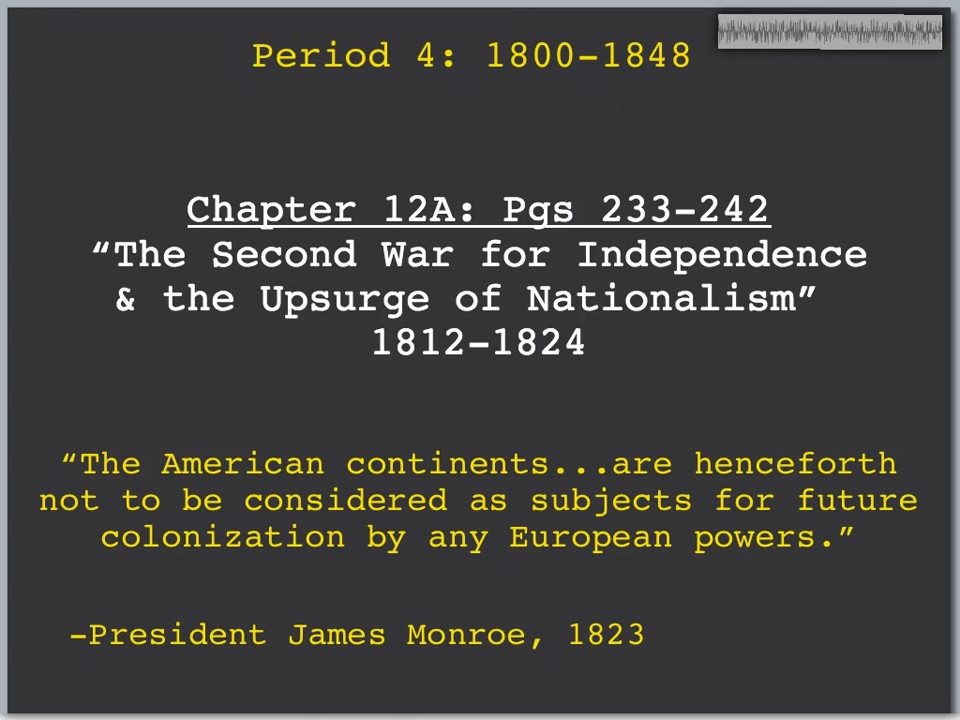 Period 4: 1800-1848
Chapter 12A: Pgs 233-242
“The Second War for Independence
& the Upsurge of Nationalism”
1812-1824
“The American continents...are henceforth
not to be considered as subjects for future
colonization by any European powers.”
-President James Monroe, 1823